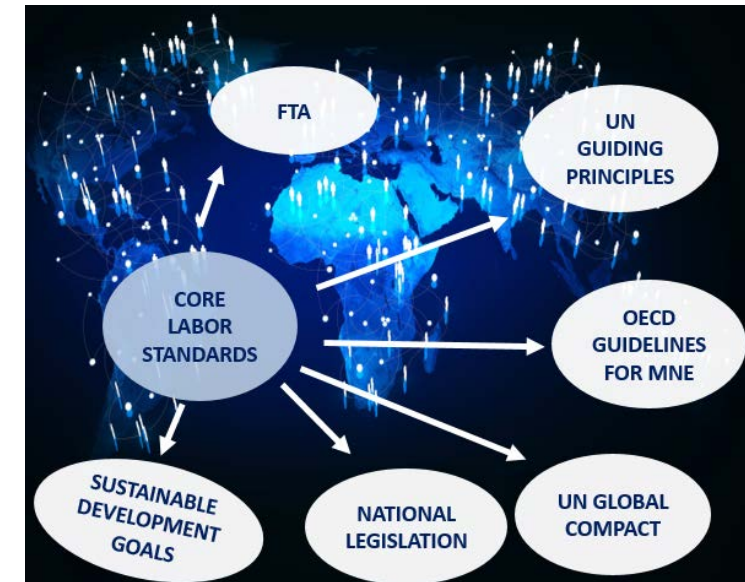 FTA
UN
GUIDING
PRINCIPLES
CORE
LABOR
STANDARDS
OECD
GUIDELINES
FOR MNE
SUSTAINABLE
DEVELOPMENT
GOALS
NATIONAL
LEGISLATION
UN GLOBAL
COMPACT